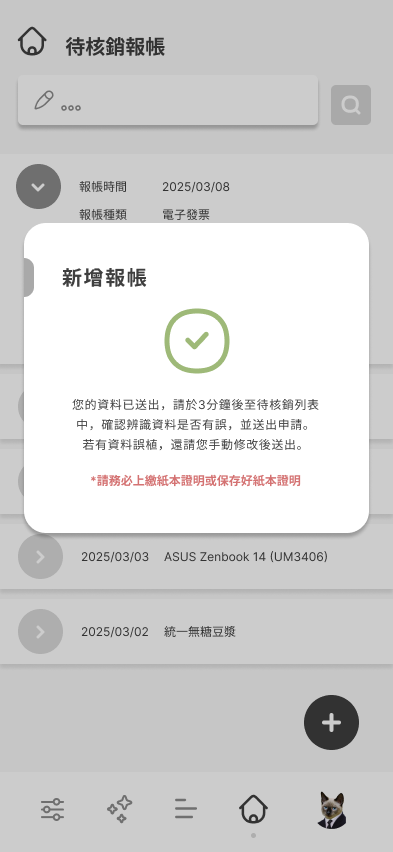 待核銷報帳
報帳時間 2025/03/08
報帳種類 電子發票
新增報帳
您的資料已送出，請於3分鐘後至待核銷列表
中，確認辨識資料是否有誤，並送出申請。
若有資料誤植，還請您手動修改後送出。
*請務必上繳紙本證明或保存好紙本證明
2025/03/03 ASUS Zenbook 14 (UM3406)
2025/03/02 統一無糖豆漿